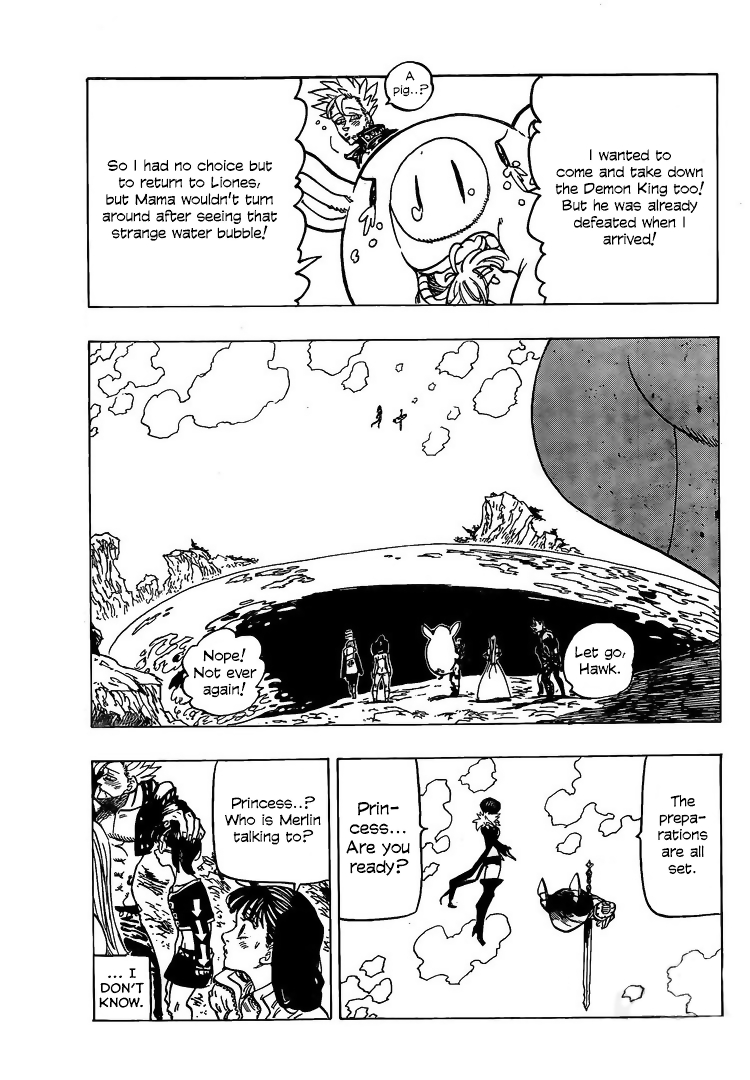 A
pig..?
I wanted to
come and take down
the Demon King too!
But he was already
defeated when I
arrived!
So I had no choice but
to return to Liones,
but Mama wouldn't turn
around after seeing that
strange water bubble!
Let go,
Hawk.
Nope!
Not ever
again!
The
prepa-
rations
are all
set.
Prin-
cess...
Are you
ready?
Princess..?
Who is Merlin
talking to?
... I
DON'T
KNOW.